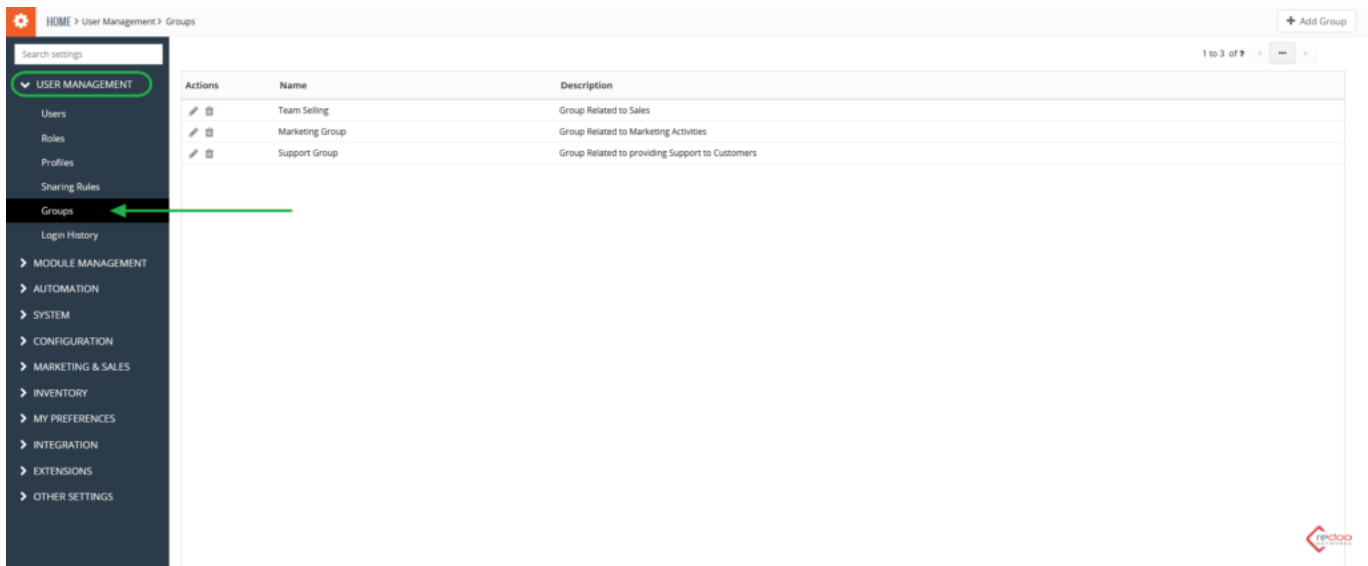 HOME > User Management > Groups
+ Add Group
Search settings
1 to 3 of ?
USER MANAGEMENT
Users
Roles
Profiles
Sharing Rules
Groups
Login History
MODULE MANAGEMENT
AUTOMATION
SYSTEM
CONFIGURATION
MARKETING & SALES
INVENTORY
MY PREFERENCES
INTEGRATION
EXTENSIONS
OTHER SETTINGS
Actions Name Description
Team Selling Group Related to Sales
Marketing Group Group Related to Marketing Activities
Support Group Group Related to providing Support to Customers
redoo
NETWORKS